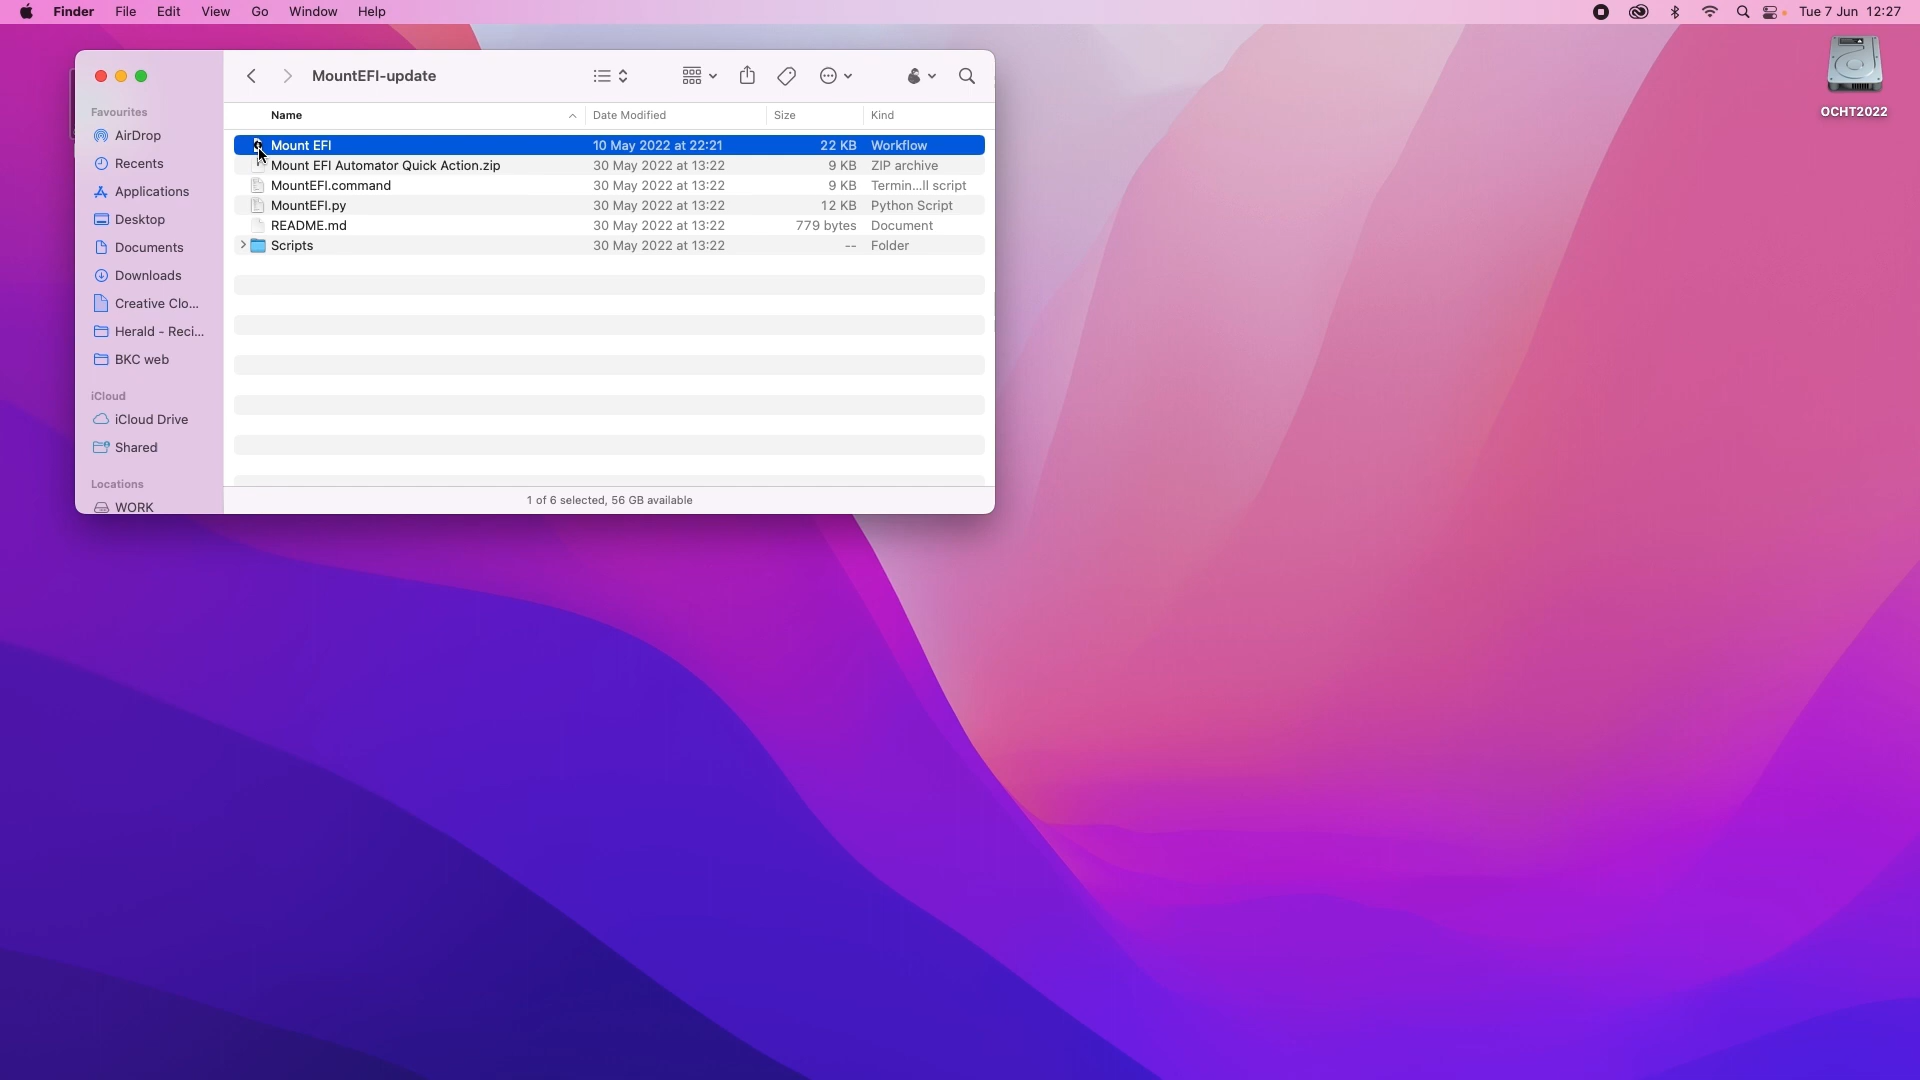 Finder File Edit View Go Window Help Tue 7 Jun 12:27
MountEFI-update
OCHT2022
Favourites
AirDrop
Recents
Applications
Desktop
Documents
Downloads
Creative Clo...
Herald - Reci...
BKC web
iCloud
iCloud Drive
Shared
Locations
WORK
Name Date Modified Size Kind
Mount EFI 10 May 2022 at 22:21 22 KB Workflow
Mount EFI Automator Quick Action.zip 30 May 2022 at 13:22 9 KB ZIP archive
MountEFI.command 30 May 2022 at 13:22 9 KB Termin...ll script
MountEFI.py 30 May 2022 at 13:22 12 KB Python Script
README.md 30 May 2022 at 13:22 779 bytes Document
Scripts 30 May 2022 at 13:22 -- Folder
1 of 6 selected, 56 GB available